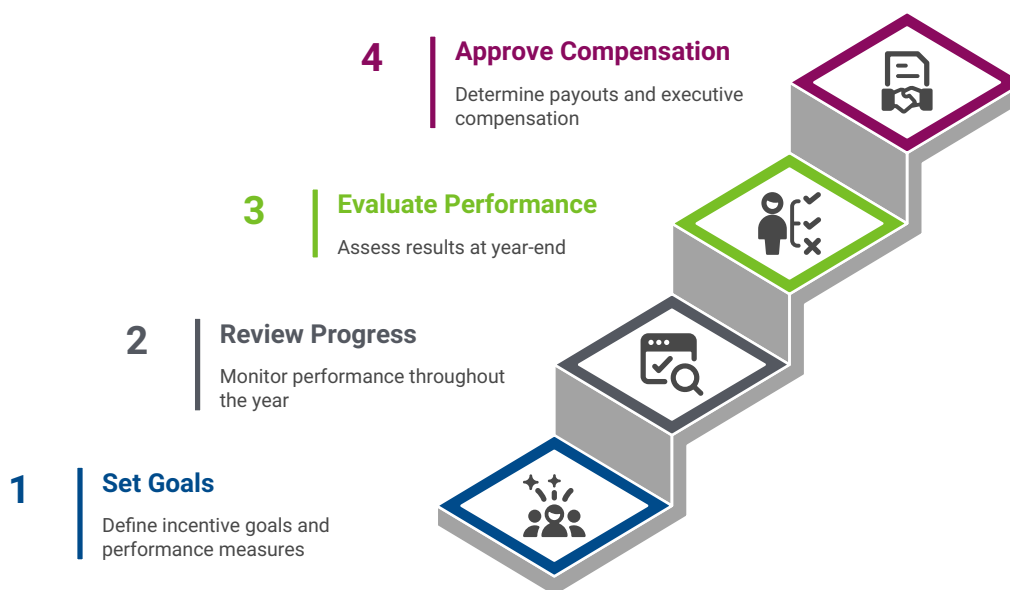 4
Approve Compensation
Determine payouts and executive
compensation
3
Evaluate Performance
Assess results at year-end
2
Review Progress
Monitor performance throughout
the year
1
Set Goals
Define incentive goals and
performance measures